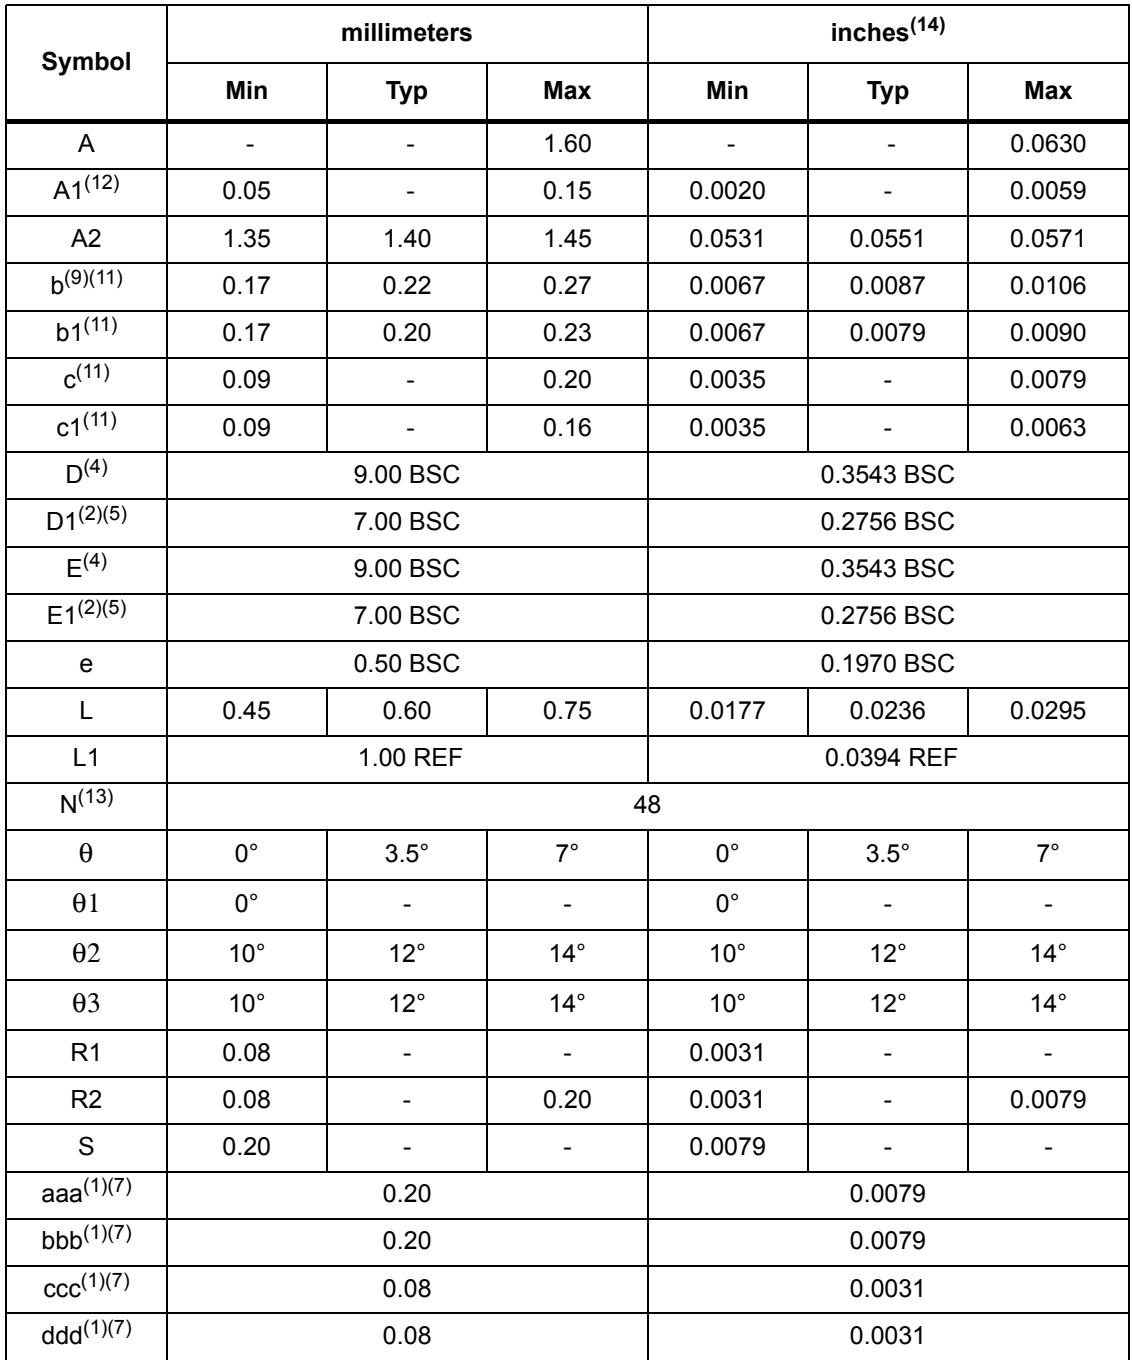 Symbol millimeters inches(14)
Min Typ Max Min Typ Max
A - - 1.60 - - 0.0630
A1(12) 0.05 - 0.15 0.0020 - 0.0059
A2 1.35 1.40 1.45 0.0531 0.0551 0.0571
b(9)(11) 0.17 0.22 0.27 0.0067 0.0087 0.0106
b1(11) 0.17 0.20 0.23 0.0067 0.0079 0.0090
c(11) 0.09 - 0.20 0.0035 - 0.0079
c1(11) 0.09 - 0.16 0.0035 - 0.0063
D(4) 9.00 BSC 0.3543 BSC
D1(2)(5) 7.00 BSC 0.2756 BSC
E(4) 9.00 BSC 0.3543 BSC
E1(2)(5) 7.00 BSC 0.2756 BSC
e 0.50 BSC 0.1970 BSC
L 0.45 0.60 0.75 0.0177 0.0236 0.0295
L1 1.00 REF 0.0394 REF
N(13) 48
θ 0° 3.5° 7° 0° 3.5° 7°
θ1 0° - - 0° - -
θ2 10° 12° 14° 10° 12° 14°
θ3 10° 12° 14° 10° 12° 14°
R1 0.08 - - 0.0031 - -
R2 0.08 - 0.20 0.0031 - 0.0079
S 0.20 - - 0.0079 - -
aaa(1)(7) 0.20 0.0079
bbb(1)(7) 0.20 0.0079
ccc(1)(7) 0.08 0.0031
ddd(1)(7) 0.08 0.0031